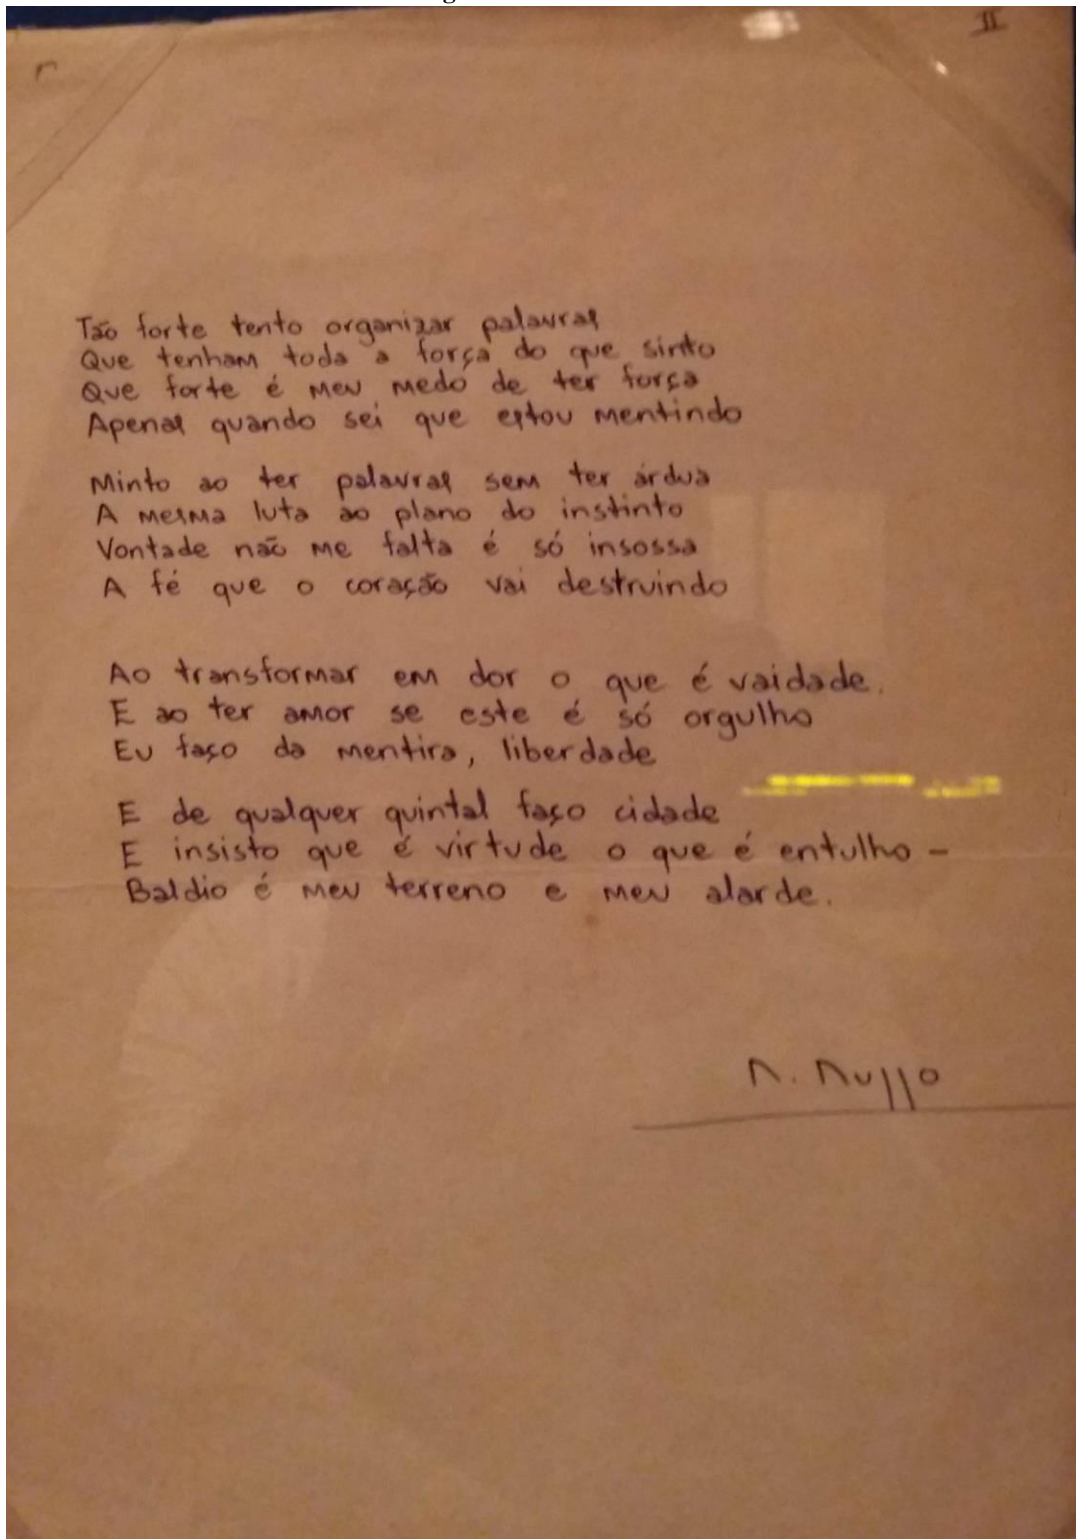 II
Tão forte tento organizar palavras
Que tenham toda a força do que sinto
Que forte é meu medo de ter força
Apenas quando sei que estou mentindo
Minto ao ter palavras sem ter árdua
A mesma luta ao plano do instinto
Vontade não me falta é só insossa
A fé que o coração vai destruindo
Ao transformar em dor o que é vaidade.
E ao ter amor se este é só orgulho
Eu faço da mentira, liberdade
E de qualquer quintal faço cidade
E insisto que é virtude o que é entulho -
Baldio é meu terreno e meu alarde.